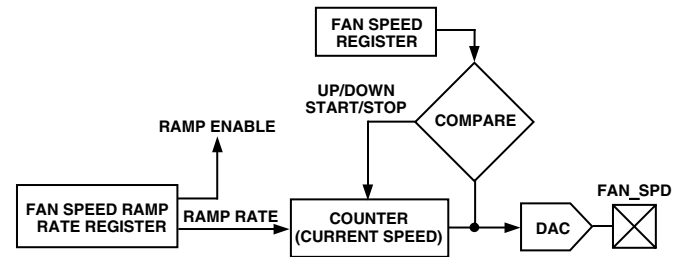 FAN SPEED
REGISTER
UP/DOWN
START/STOP
COMPARE
RAMP ENABLE
FAN_SPD
FAN SPEED RAMP
RATE REGISTER
RAMP RATE
COUNTER
(CURRENT SPEED)
DAC